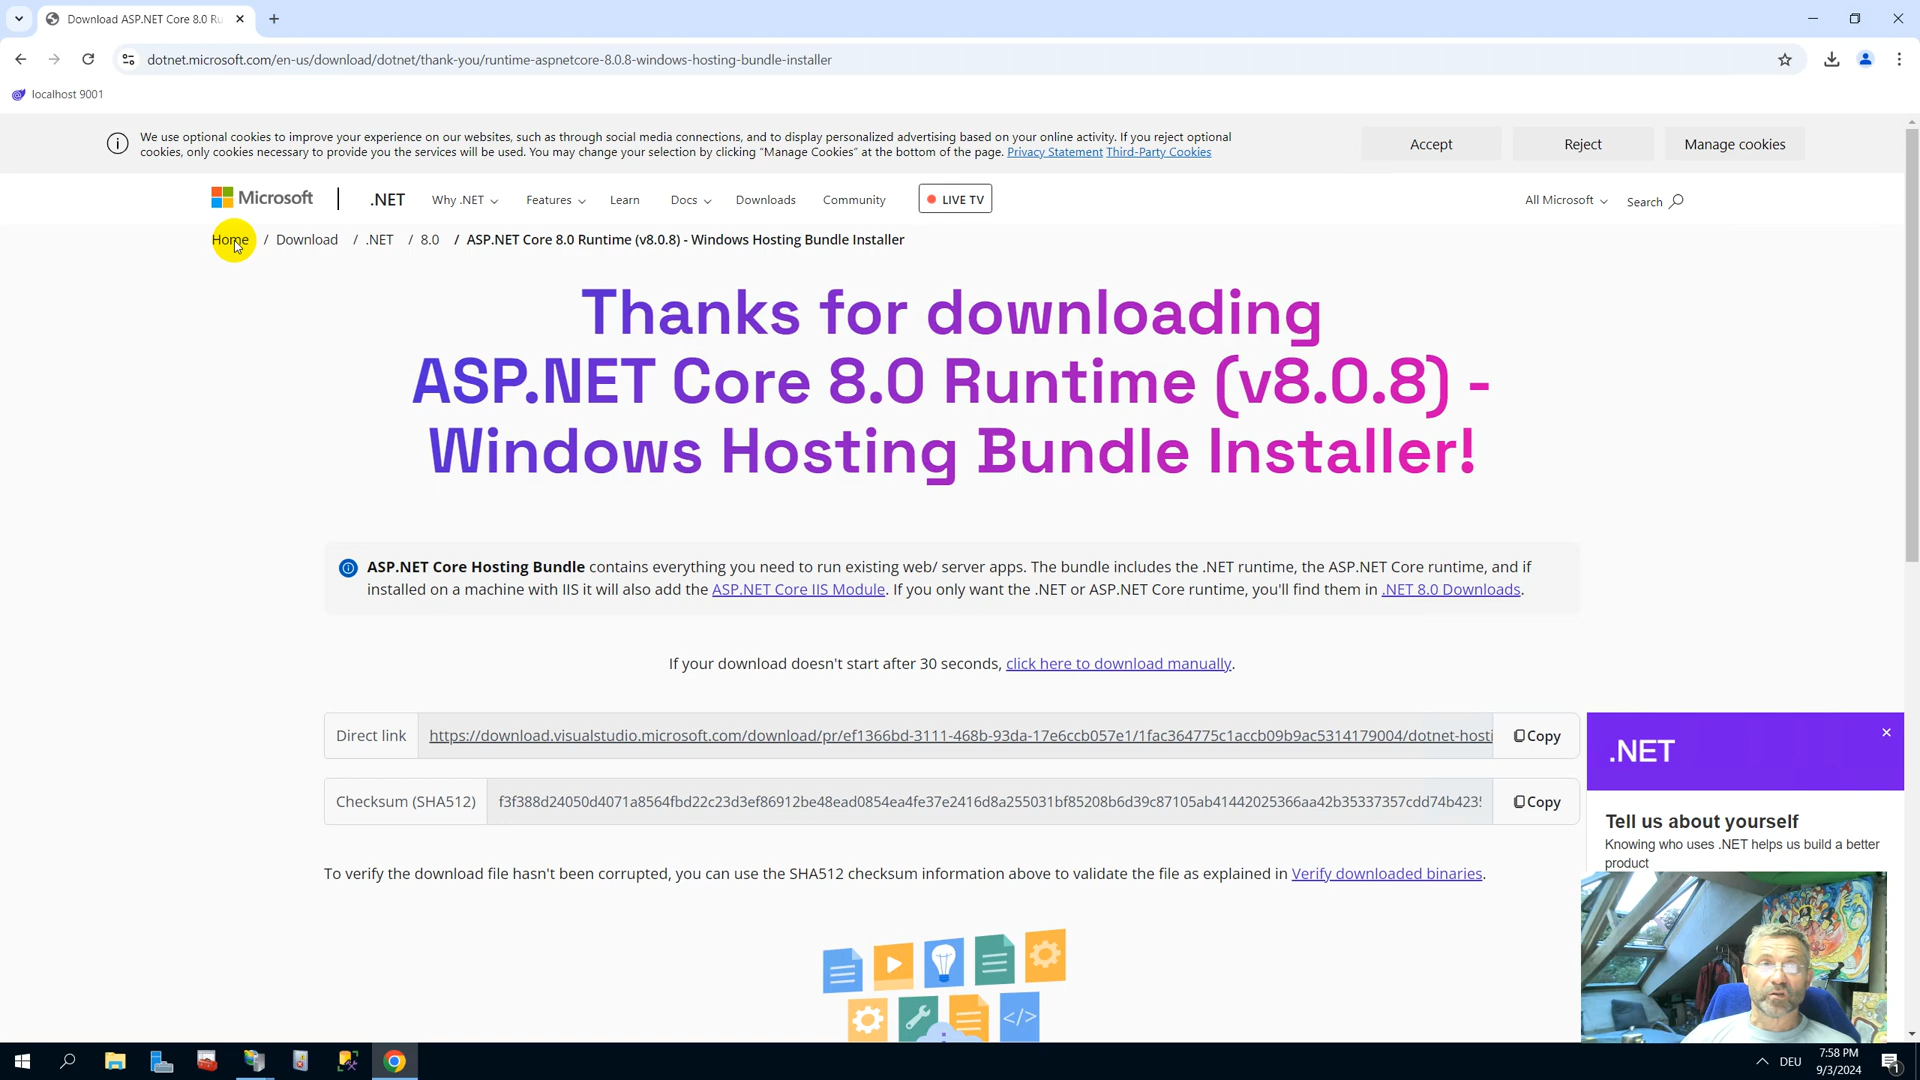 Download ASP.NET Core 8.0 Ru
dotnet.microsoft.com/en-us/download/dotnet/thank-you/runtime-aspnetcore-8.0.8-windows-hosting-bundle-installer
localhost 9001
We use optional cookies to improve your experience on our websites, such as through social media connections, and to display personalized advertising based on your online activity. If you reject optional
cookies, only cookies necessary to provide you the services will be used. You may change your selection by clicking “Manage Cookies” at the bottom of the page. Privacy Statement Third-Party Cookies
Accept
Reject
Manage cookies
Microsoft
.NET
Why .NET
Features
Learn
Docs
Downloads
Community
LIVE TV
All Microsoft
Search
Home / Download / .NET / 8.0 / ASP.NET Core 8.0 Runtime (v8.0.8) - Windows Hosting Bundle Installer
Thanks for downloading
ASP.NET Core 8.0 Runtime (v8.0.8) -
Windows Hosting Bundle Installer!
ASP.NET Core Hosting Bundle contains everything you need to run existing web/ server apps. The bundle includes the .NET runtime, the ASP.NET Core runtime, and if
installed on a machine with IIS it will also add the ASP.NET Core IIS Module. If you only want the .NET or ASP.NET Core runtime, you'll find them in .NET 8.0 Downloads.
If your download doesn't start after 30 seconds, click here to download manually.
Direct link
https://download.visualstudio.microsoft.com/download/pr/ef1366bd-3111-468b-93da-17e6ccb057e1/1fac364775c1accb09b9ac5314179004/dotnet-hosti
Copy
Checksum (SHA512)
f3f388d24050d4071a8564fbd22c23d3ef86912be48ead0854ea4fe37e2416d8a255031bf85208b6d39c87105ab41442025366aa42b35337357cdd74b4235
Copy
To verify the download file hasn't been corrupted, you can use the SHA512 checksum information above to validate the file as explained in Verify downloaded binaries.
.NET
Tell us about yourself
Knowing who uses .NET helps us build a better
product
DEU
7:58 PM
9/3/2024
1